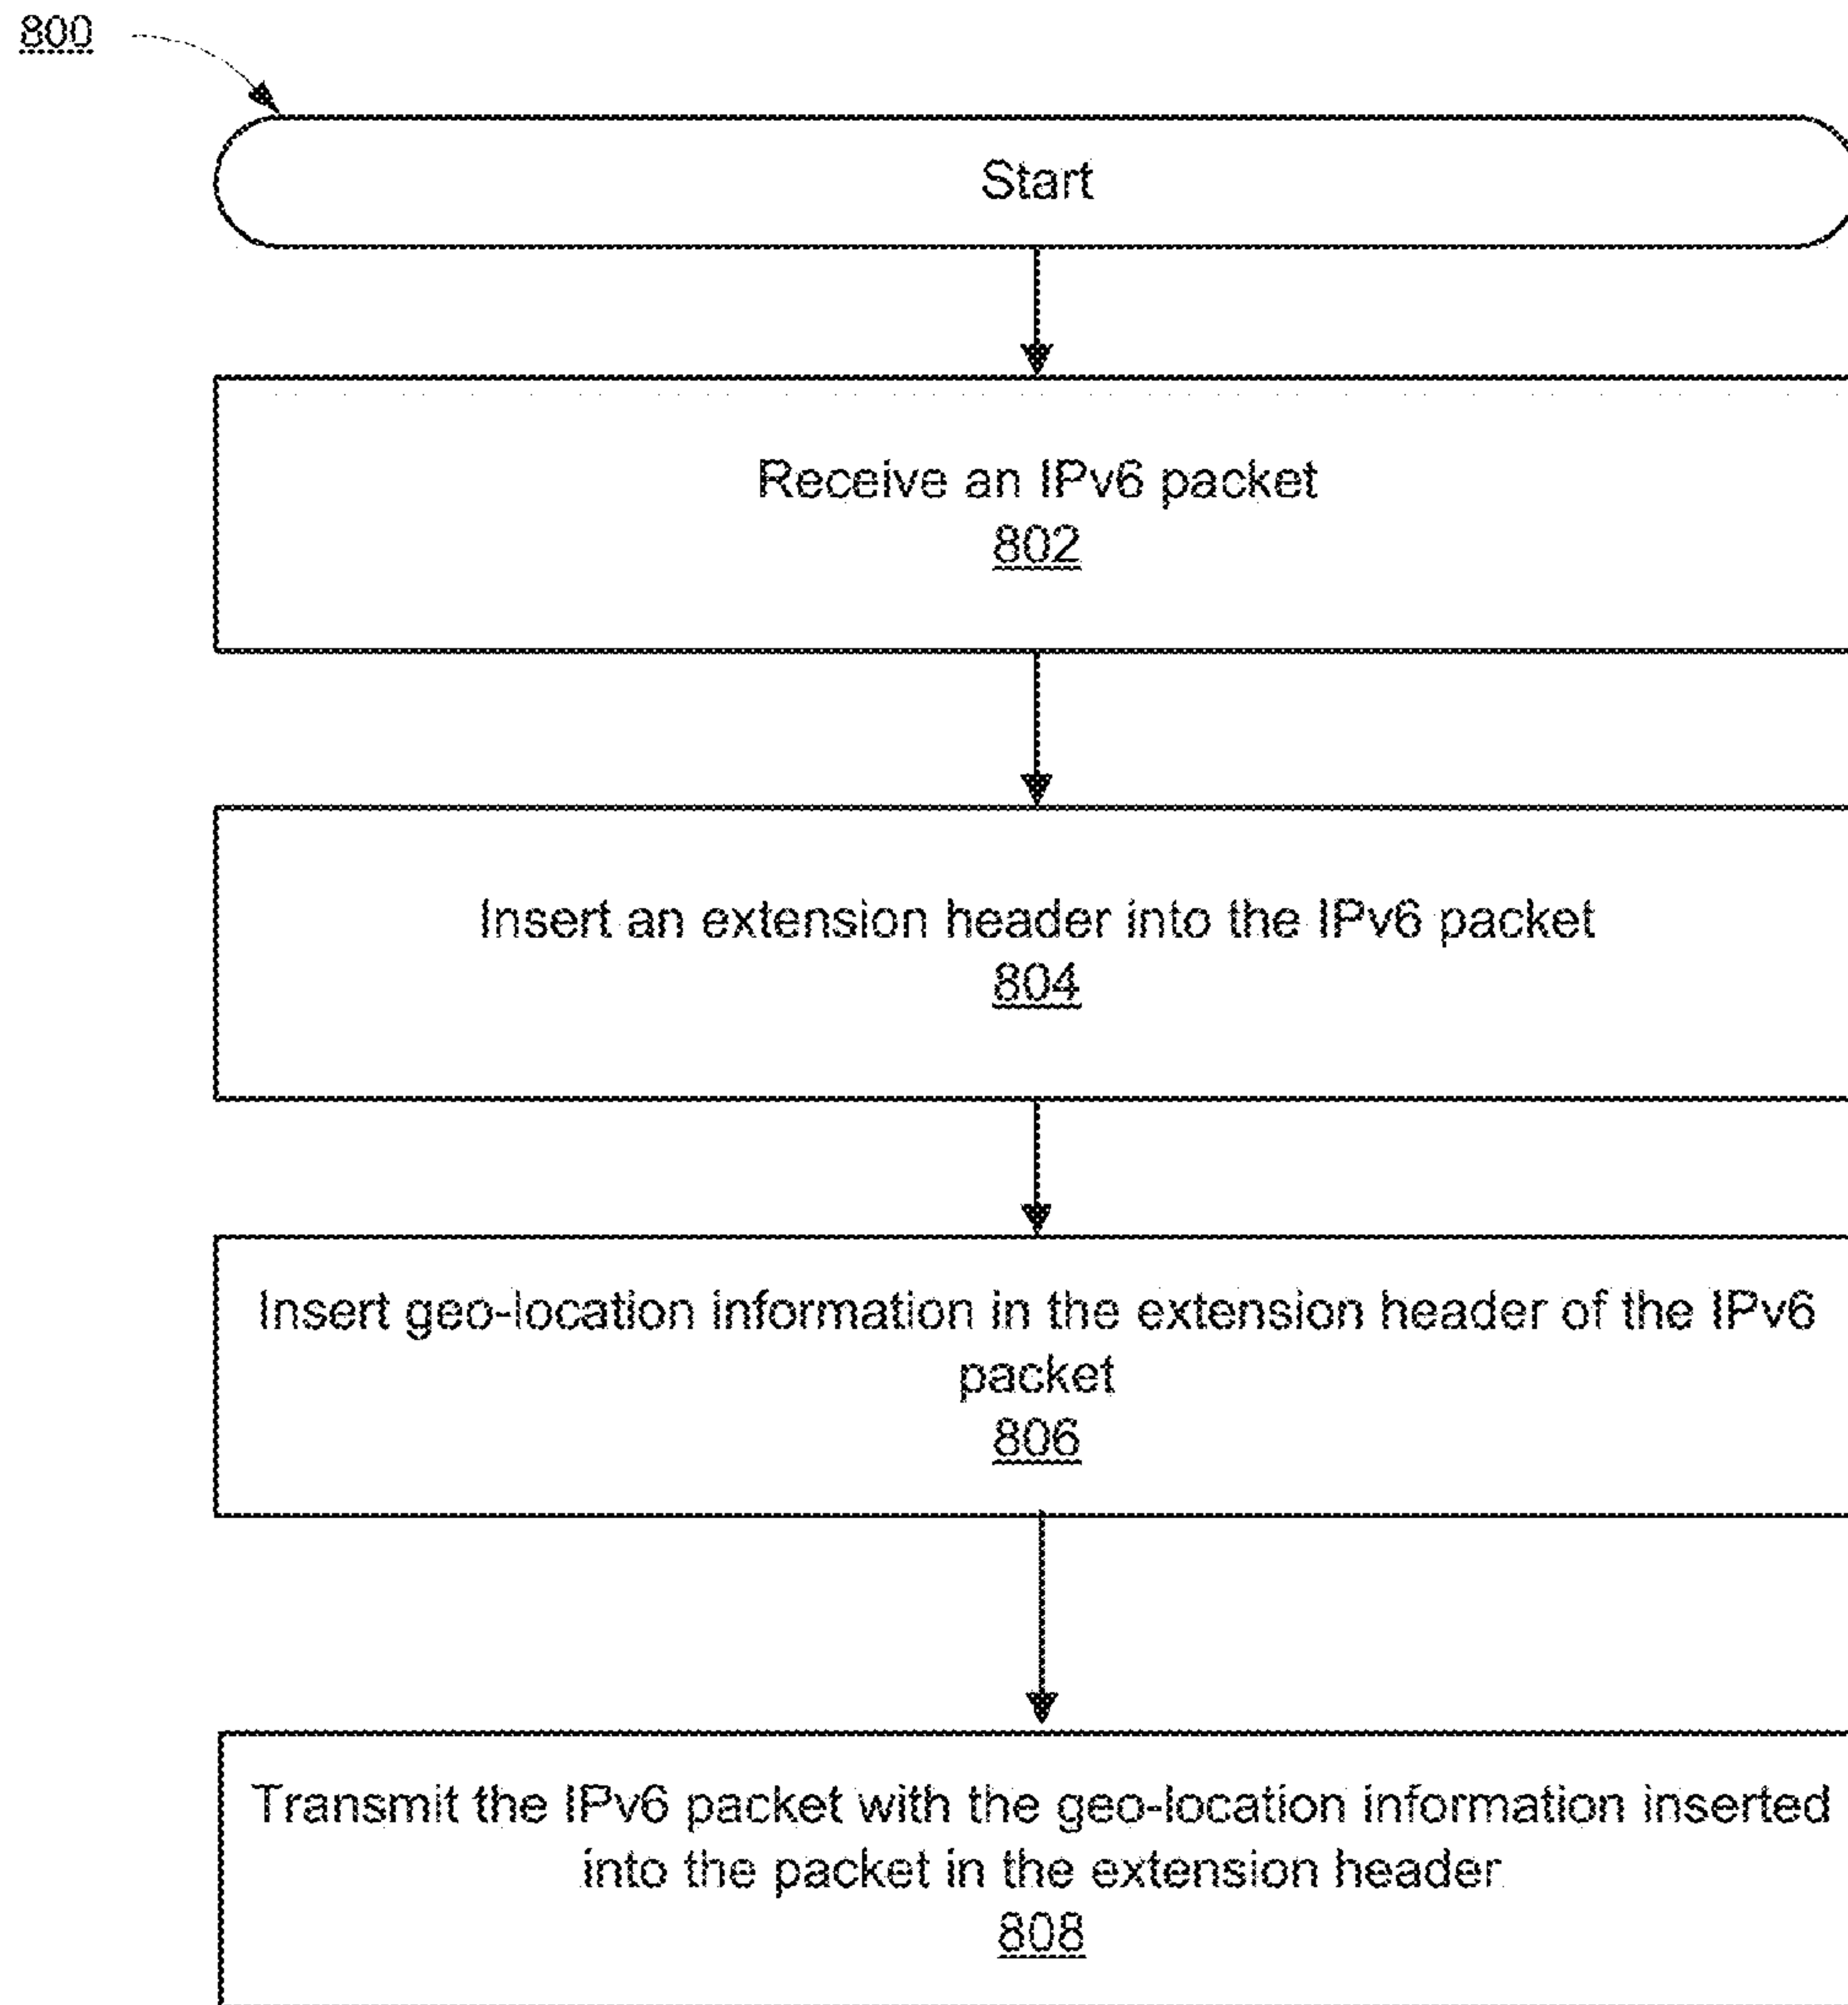 800
Start
Receive an IPv6 packet
802
Insert an extension header into the IPv6 packet
804
Insert geo-location information in the extension header of the IPv6
packet
806
Transmit the IPv6 packet with the geo-location information inserted
into the packet in the extension header
808